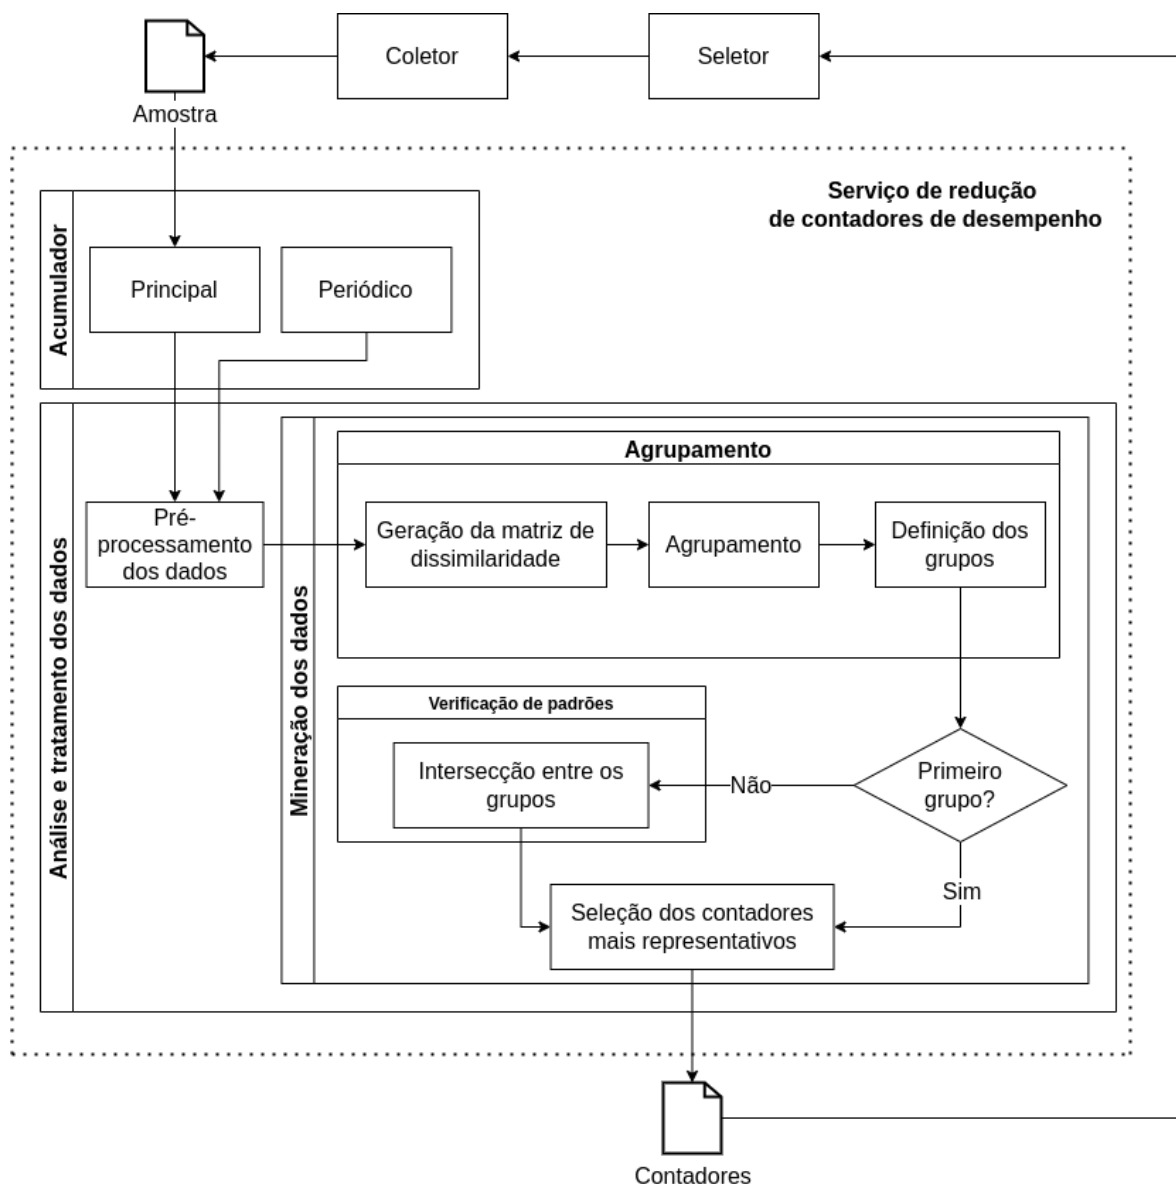 Coletor
Seletor
Amostra
Serviço de redução
de contadores de desempenho
Acumulador
Principal
Periódico
Análise e tratamento dos dados
Pré-
processamento
dos dados
Mineração dos dados
Agrupamento
Geração da matriz de
dissimilaridade
Agrupamento
Definição dos
grupos
Verificação de padrões
Intersecção entre os
grupos
Não
Primeiro
grupo?
Sim
Seleção dos contadores
mais representativos
Contadores